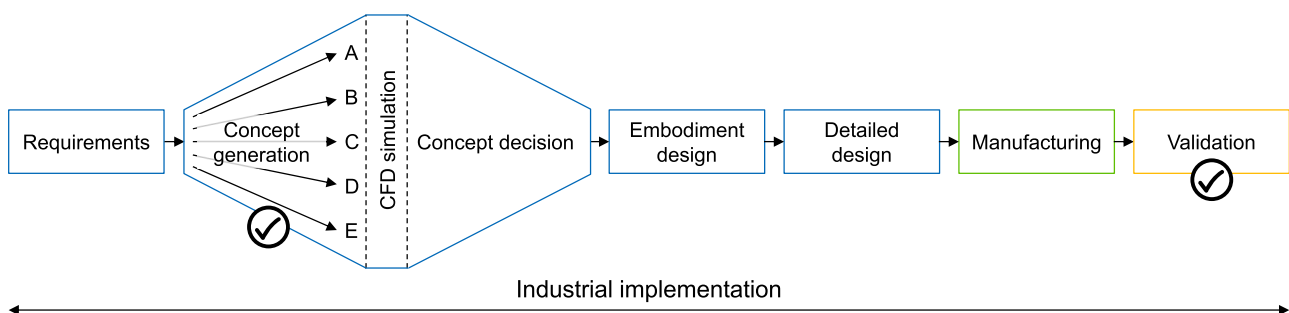 Requirements
Concept
generation
A
B
C
D
E
CFD simulation
Concept decision
Embodiment
design
Detailed
design
Manufacturing
Validation
Industrial implementation